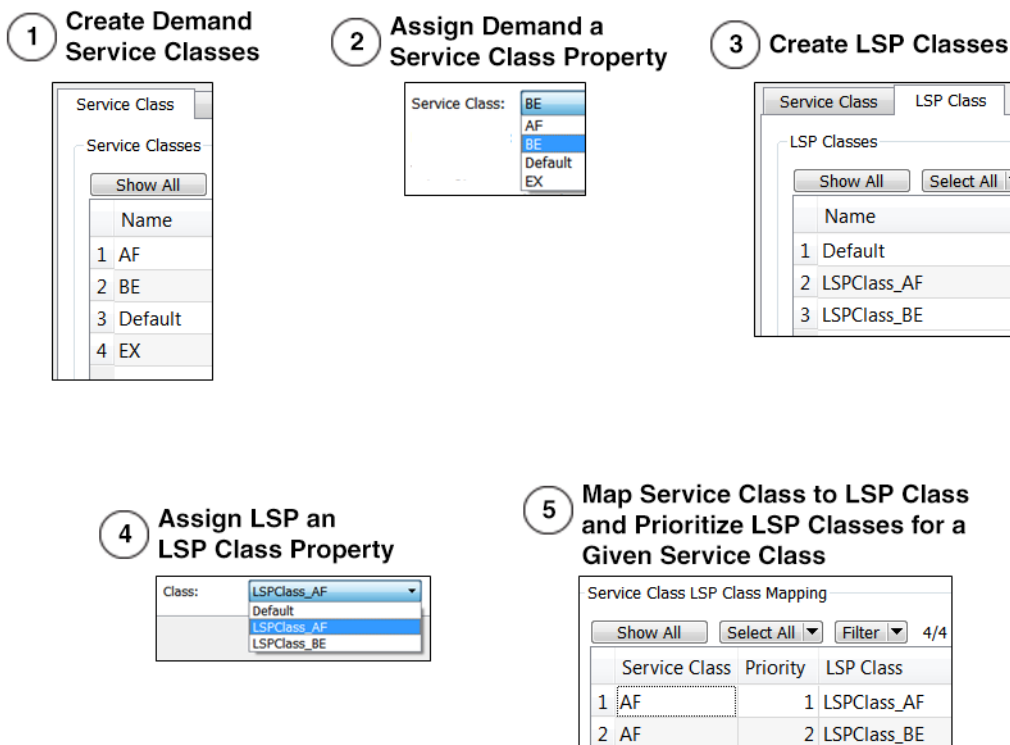 1 Create Demand
Service Classes
Service Class
Service Classes
Show All
Name
1 AF
2 BE
3 Default
4 EX
2 Assign Demand a
Service Class Property
Service Class: BE
AF
BE
Default
EX
3 Create LSP Classes
Service Class LSP Class
LSP Classes
Show All Select All
Name
1 Default
2 LSPClass_AF
3 LSPClass_BE
4 Assign LSP an
LSP Class Property
Class: LSPClass_AF
Default
LSPClass_AF
LSPClass_BE
5 Map Service Class to LSP Class
and Prioritize LSP Classes for a
Given Service Class
Service Class LSP Class Mapping
Show All Select All Filter 4/4
Service Class Priority LSP Class
1 AF 1 LSPClass_AF
2 AF 2 LSPClass_BE